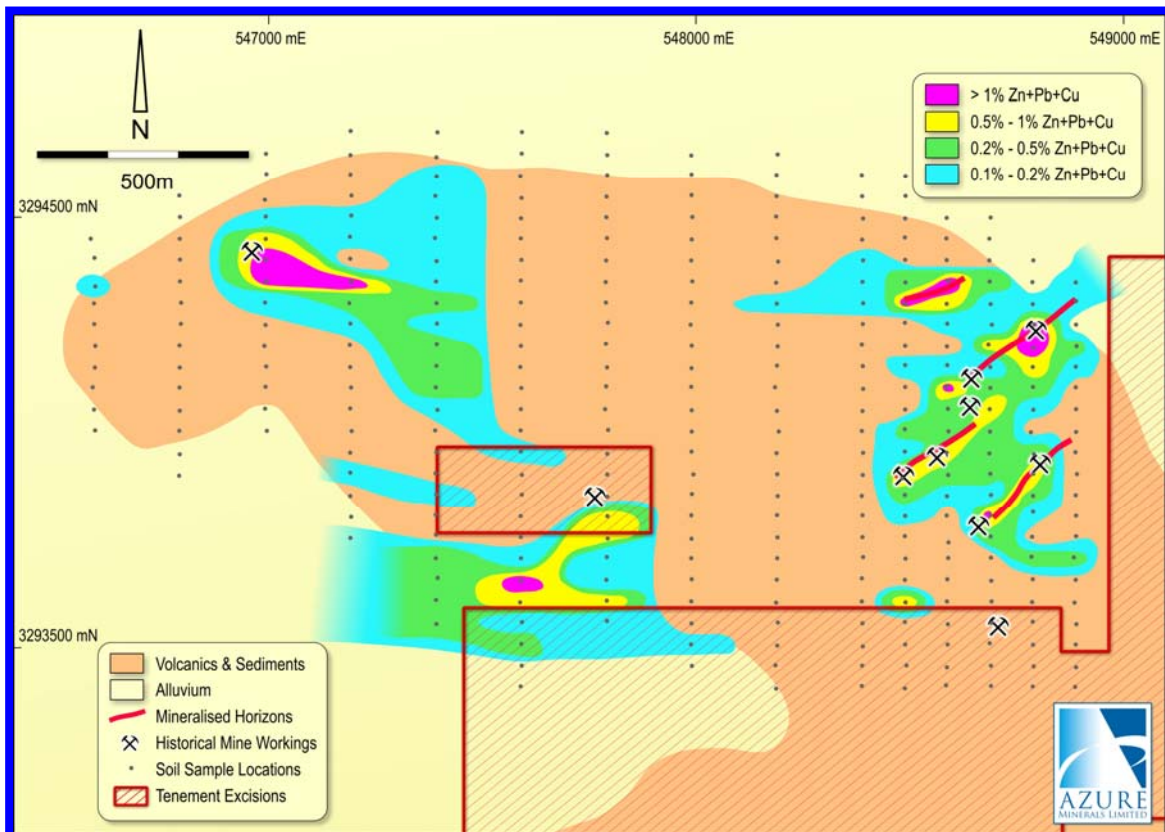 547000 mE
548000 mE
549000 mE
N
500m
3294500 mN
3293500 mN
> 1% Zn+Pb+Cu
0.5% - 1% Zn+Pb+Cu
0.2% - 0.5% Zn+Pb+Cu
0.1% - 0.2% Zn+Pb+Cu
Volcanics & Sediments
Alluvium
Mineralised Horizons
Historical Mine Workings
Soil Sample Locations
Tenement Excisions
AZURE
MINERALS LIMITED